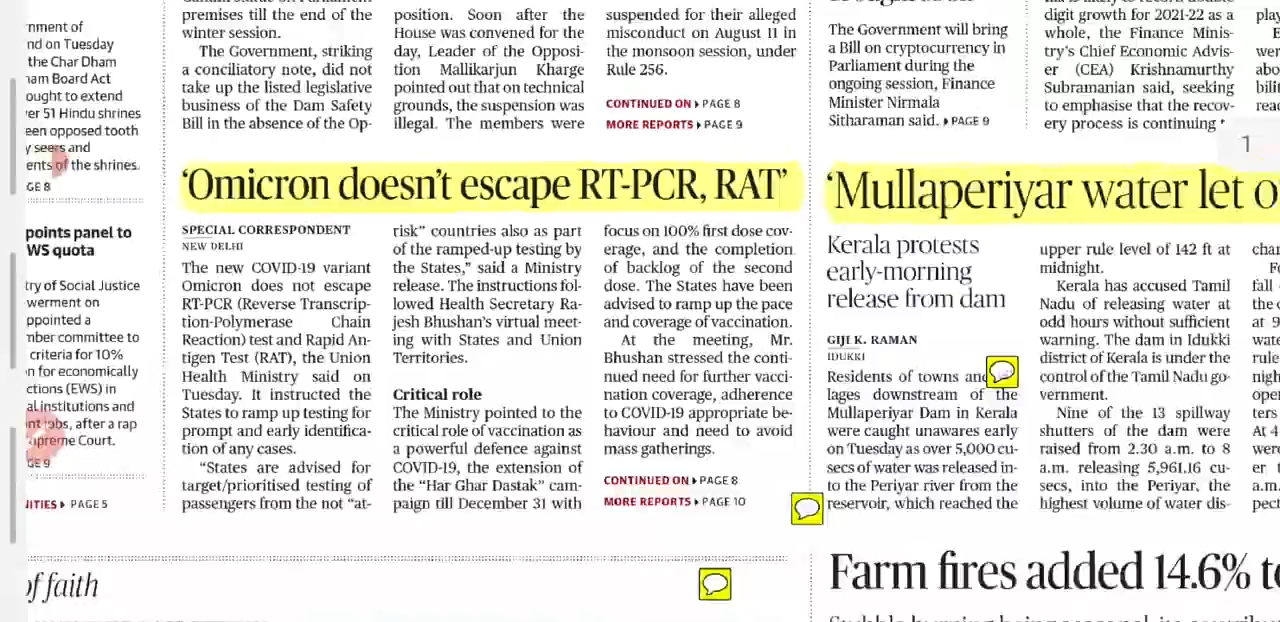 nment of
nd on Tuesday
the Char Dham
am Board Act
ought to extend
er 51 Hindu shrines
een opposed tooth
y seers and
ents of the shrines.
GE 8
points panel to
WS quota
try of Social Justice
werment on
ppointed a
mber committee to
criteria for 10%
n for economically
ctions (EWS) in
al institutions and
nt jobs, after a rap
upreme Court.
GE 9
ITIES PAGE 5
premises till the end of the
winter session.
The Government, striking
a conciliatory note, did not
take up the listed legislative
business of the Dam Safety
Bill in the absence of the Op-
position. Soon after the
House was convened for the
day, Leader of the Opposi-
tion Mallikarjun Kharge
pointed out that on technical
grounds, the suspension was
illegal. The members were
suspended for their alleged
misconduct on August 11 in
the monsoon session, under
Rule 256.
CONTINUED ON PAGE 8
MORE REPORTS PAGE 9
The Government will bring
a Bill on cryptocurrency in
Parliament during the
ongoing session, Finance
Minister Nirmala
Sitharaman said. PAGE 9
digit growth for 2021-22 as a
whole, the Finance Minis-
try's Chief Economic Advis-
er (CEA) Krishnamurthy
Subramanian said, seeking
to emphasise that the recov-
ery process is continuing
play
E
were
abo
bili
rea
1
‘Omicron doesn’t escape RT-PCR, RAT’
SPECIAL CORRESPONDENT
NEW DELHI
The new COVID-19 variant
Omicron does not escape
RT-PCR (Reverse Transcrip-
tion-Polymerase Chain
Reaction) test and Rapid An-
tigen Test (RAT), the Union
Health Ministry said on
Tuesday. It instructed the
States to ramp up testing for
prompt and early identifica-
tion of any cases.
“States are advised for
target/prioritised testing of
passengers from the not “at-
risk” countries also as part
of the ramped-up testing by
the States,” said a Ministry
release. The instructions fol-
lowed Health Secretary Ra-
jesh Bhushan’s virtual meet-
ing with States and Union
Territories.
Critical role
The Ministry pointed to the
critical role of vaccination as
a powerful defence against
COVID-19, the extension of
the “Har Ghar Dastak” cam-
paign till December 31 with
focus on 100% first dose cov-
erage, and the completion
of backlog of the second
dose. The States have been
advised to ramp up the pace
and coverage of vaccination.
At the meeting, Mr.
Bhushan stressed the conti-
nued need for further vacci-
nation coverage, adherence
to COVID-19 appropriate be-
haviour and need to avoid
mass gatherings.
CONTINUED ON PAGE 8
MORE REPORTS PAGE 10
‘Mullaperiyar water let o
Kerala protests
early-morning
release from dam
GIJI K. RAMAN
IDUKKI
Residents of towns and
lages downstream of the
Mullaperiyar Dam in Kerala
were caught unawares early
on Tuesday as over 5,000 cu-
secs of water was released in-
to the Periyar river from the
reservoir, which reached the
upper rule level of 142 ft at
midnight.
Kerala has accused Tamil
Nadu of releasing water at
odd hours without sufficient
warning. The dam in Idukki
district of Kerala is under the
control of the Tamil Nadu go-
vernment.
Nine of the 13 spillway
shutters of the dam were
raised from 2.30 a.m. to 8
a.m. releasing 5,961.16 cu-
secs, into the Periyar, the
highest volume of water dis-
char
Fo
fall
the
at 9
wate
rule
nigh
open
ters
At 4
were
er t
a.m.
pect
of faith
Farm fires added 14.6% to